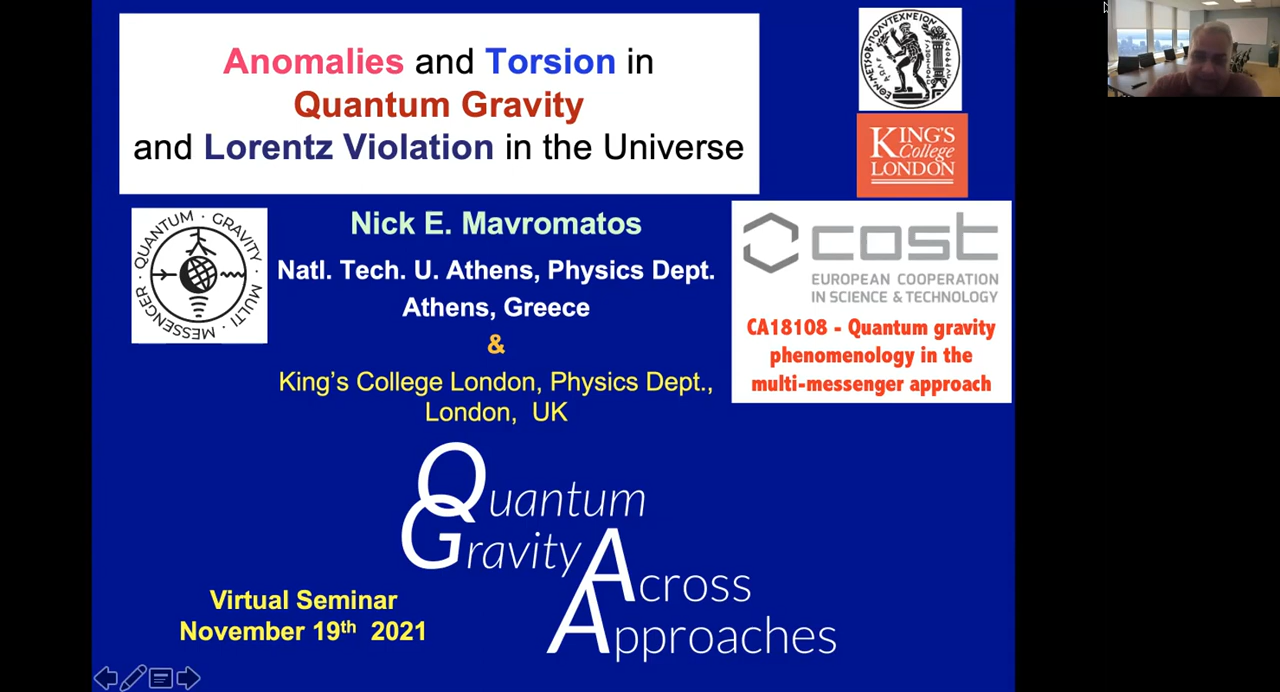 Anomalies and Torsion in
Quantum Gravity
and Lorentz Violation in the Universe
ΕΘΝ·ΜΕΤΣΟΒ·ΠΟΛΥΤΕΧΝΕΙΟΝ
KING'S
College
LONDON
QUANTUM · GRAVITY · MULTI · MESSENGER ·
Nick E. Mavromatos
Natl. Tech. U. Athens, Physics Dept.
Athens, Greece
&
King's College London, Physics Dept.,
London, UK
cost
EUROPEAN COOPERATION
IN SCIENCE & TECHNOLOGY
CA18108 - Quantum gravity
phenomenology in the
multi-messenger approach
Quantum
Gravity
Across
Approaches
Virtual Seminar
November 19th 2021